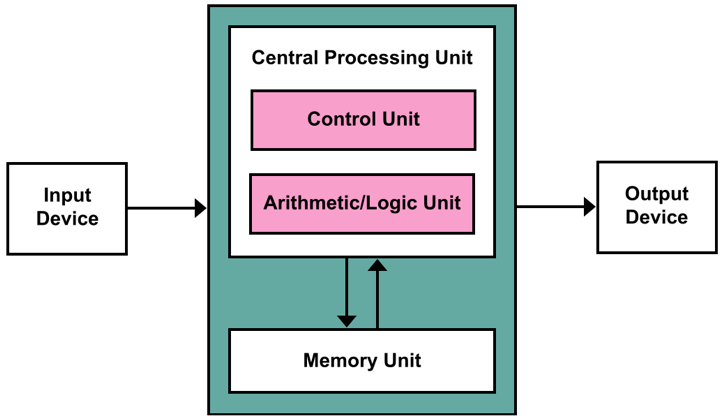 Central Processing Unit
Control Unit
Arithmetic/Logic Unit
Input
Device
Output
Device
Memory Unit